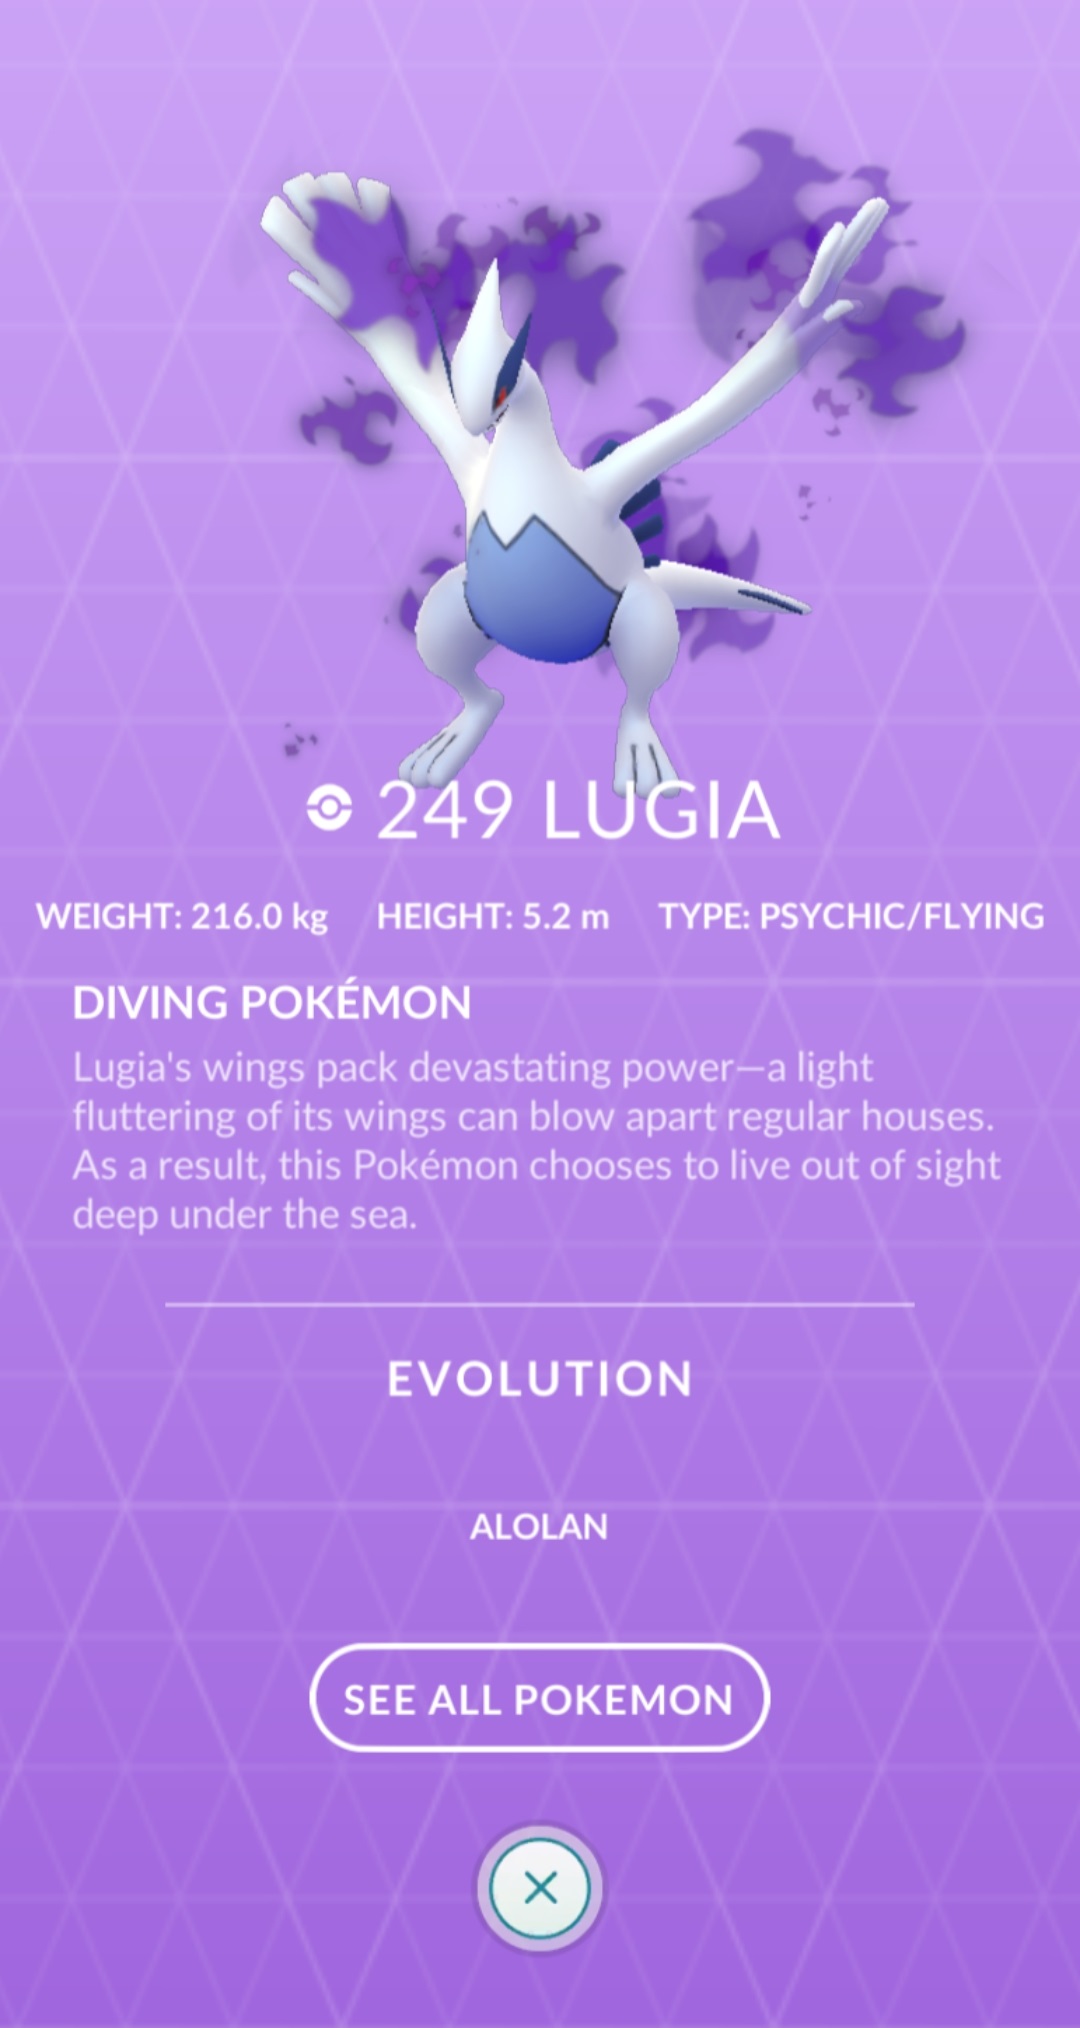 249 LUGIA
WEIGHT: 216.0 kg HEIGHT: 5.2 m TYPE: PSYCHIC/FLYING
DIVING POKÉMON
Lugia's wings pack devastating power—a light
fluttering of its wings can blow apart regular houses.
As a result, this Pokémon chooses to live out of sight
deep under the sea.
EVOLUTION
ALOLAN
SEE ALL POKEMON